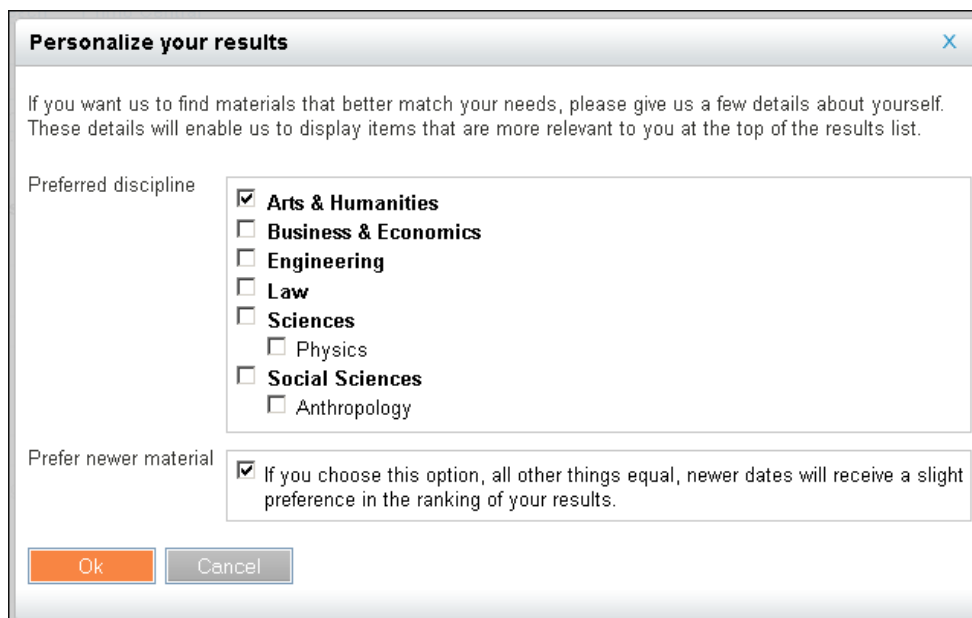 Personalize your results X
If you want us to find materials that better match your needs, please give us a few details about yourself.
These details will enable us to display items that are more relevant to you at the top of the results list.
Preferred discipline
Arts & Humanities
Business & Economics
Engineering
Law
Sciences
Physics
Social Sciences
Anthropology
Prefer newer material
If you choose this option, all other things equal, newer dates will receive a slight
preference in the ranking of your results.
Ok Cancel